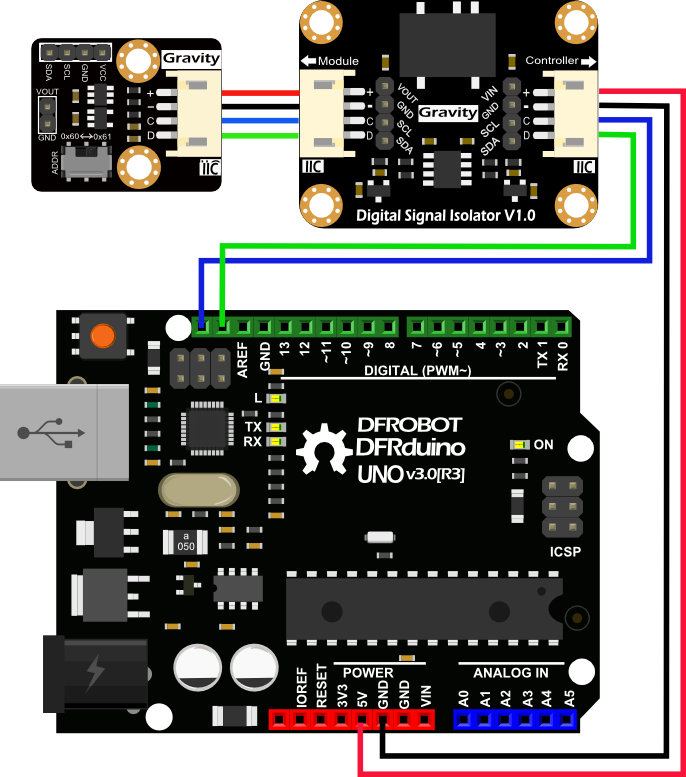 SDA SCL GND VCC
Gravity
VOUT
GND
0x60↔0x61
ADDR
+
-
C
D
IIC
Module
Controller
+
-
C
D
VOUT
GND
SCL
SDA
Gravity
VIN
GND
SCL
SDA
+
-
C
D
IIC
IIC
Digital Signal Isolator V1.0
AREF GND 13 12 ~11 ~10 ~9 8 7 ~6 ~5 4 ~3 2 TX 1 RX 0
DIGITAL (PWM~)
L
TX
RX
DFROBOT
DFRduino
UNO v3.0[R3]
ON
ICSP
a
050
POWER
ANALOG IN
IOREF RESET 3V3 5V GND GND VIN A0 A1 A2 A3 A4 A5